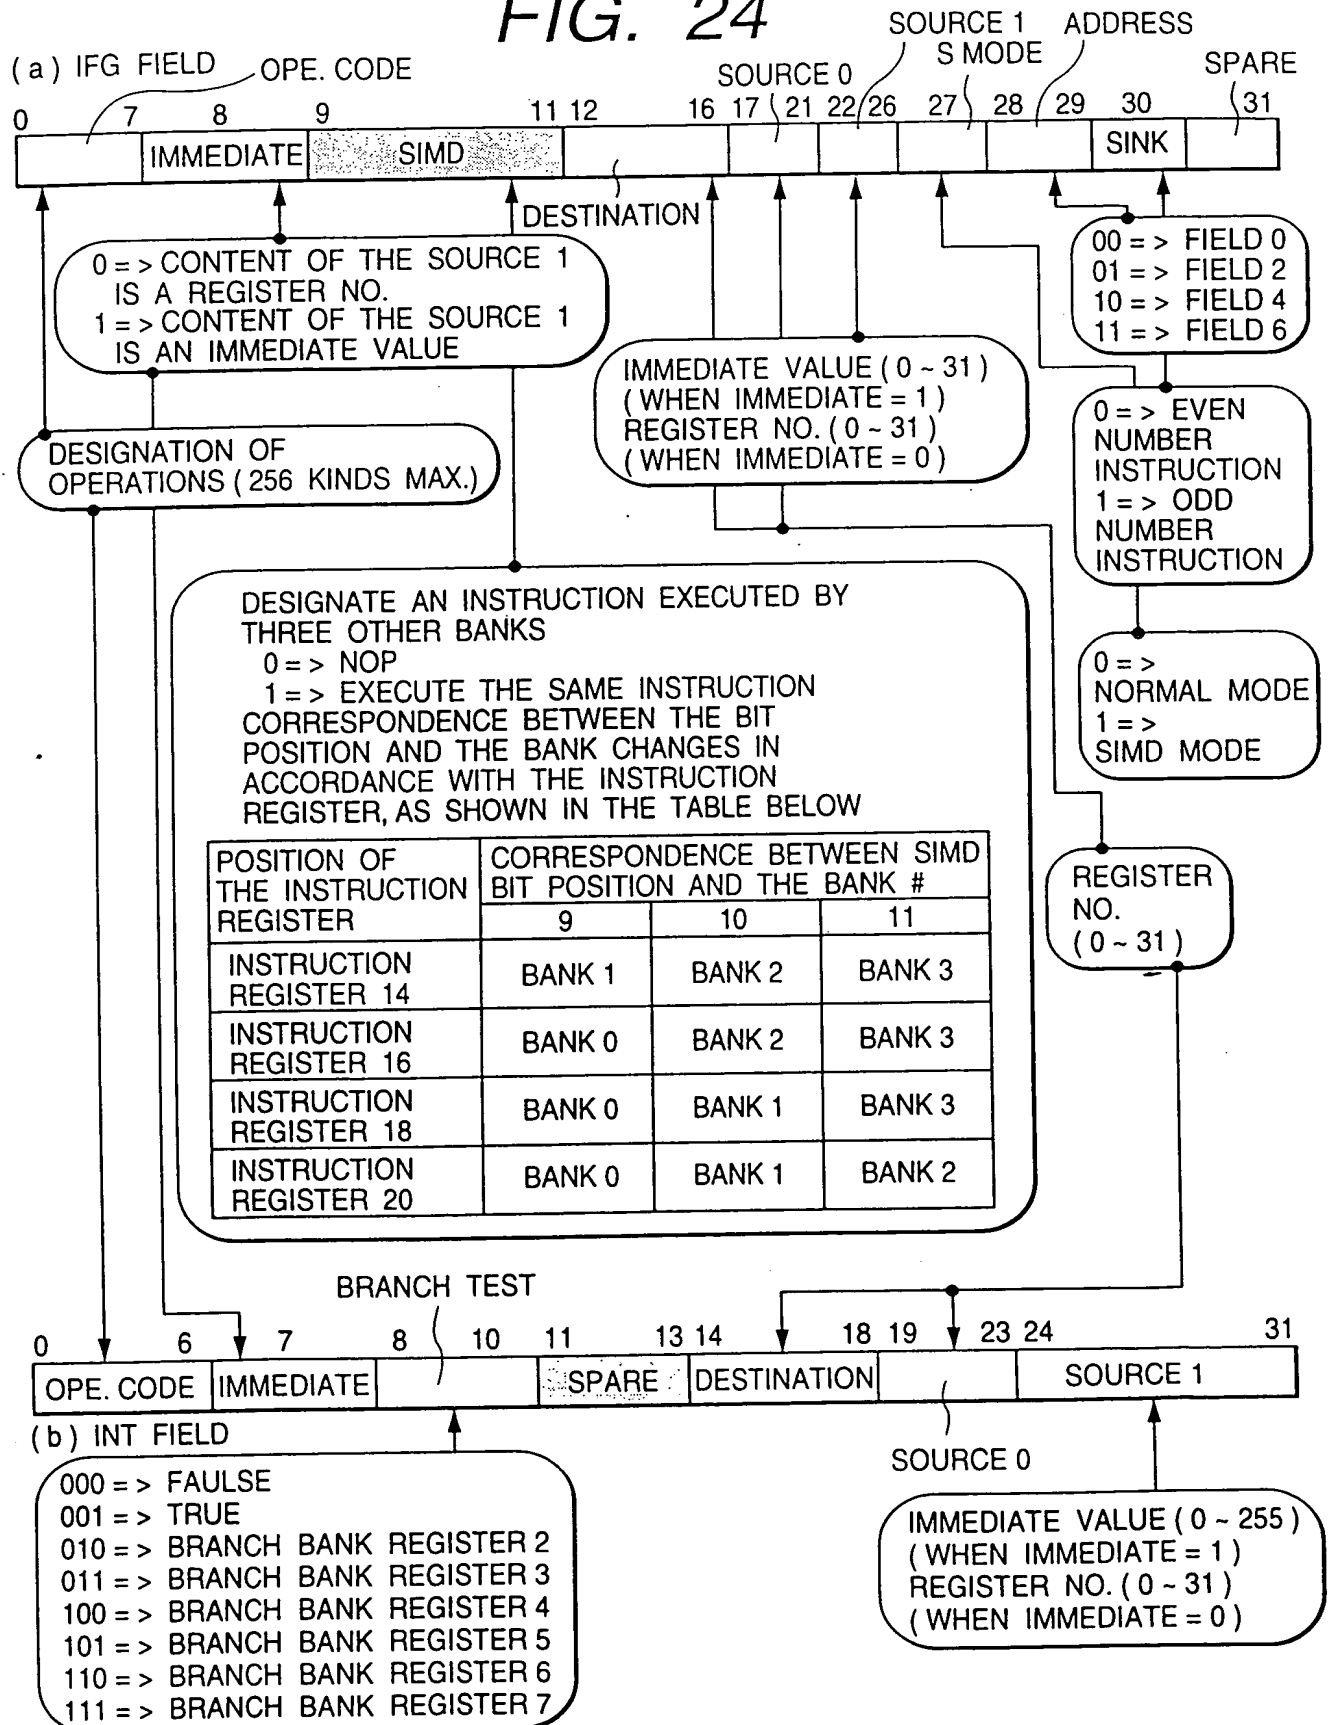 FIG. 24
(a) IFG FIELD
OPE. CODE
SOURCE 0
SOURCE 1
S MODE
ADDRESS
SPARE
0 7 8 9 11 12 16 17 21 22 26 27 28 29 30 31
IMMEDIATE SIMD SINK
DESTINATION
0 = > CONTENT OF THE SOURCE 1
IS A REGISTER NO.
1 = > CONTENT OF THE SOURCE 1
IS AN IMMEDIATE VALUE
00 = > FIELD 0
01 = > FIELD 2
10 = > FIELD 4
11 = > FIELD 6
IMMEDIATE VALUE ( 0 ~ 31 )
( WHEN IMMEDIATE = 1 )
REGISTER NO. ( 0 ~ 31 )
( WHEN IMMEDIATE = 0 )
0 = > EVEN
NUMBER
INSTRUCTION
1 = > ODD
NUMBER
INSTRUCTION
DESIGNATION OF
OPERATIONS ( 256 KINDS MAX.)
DESIGNATE AN INSTRUCTION EXECUTED BY
THREE OTHER BANKS
0 = > NOP
1 = > EXECUTE THE SAME INSTRUCTION
CORRESPONDENCE BETWEEN THE BIT
POSITION AND THE BANK CHANGES IN
ACCORDANCE WITH THE INSTRUCTION
REGISTER, AS SHOWN IN THE TABLE BELOW
0 = >
NORMAL MODE
1 = >
SIMD MODE
POSITION OF
THE INSTRUCTION
REGISTER
CORRESPONDENCE BETWEEN SIMD
BIT POSITION AND THE BANK #
9 10 11
INSTRUCTION
REGISTER 14
BANK 1 BANK 2 BANK 3
INSTRUCTION
REGISTER 16
BANK 0 BANK 2 BANK 3
INSTRUCTION
REGISTER 18
BANK 0 BANK 1 BANK 3
INSTRUCTION
REGISTER 20
BANK 0 BANK 1 BANK 2
REGISTER
NO.
( 0 ~ 31 )
BRANCH TEST
0 6 7 8 10 11 13 14 18 19 23 24 31
OPE. CODE IMMEDIATE SPARE DESTINATION SOURCE 1
(b) INT FIELD
SOURCE 0
000 = > FAULSE
001 = > TRUE
010 = > BRANCH BANK REGISTER 2
011 = > BRANCH BANK REGISTER 3
100 = > BRANCH BANK REGISTER 4
101 = > BRANCH BANK REGISTER 5
110 = > BRANCH BANK REGISTER 6
111 = > BRANCH BANK REGISTER 7
IMMEDIATE VALUE ( 0 ~ 255 )
( WHEN IMMEDIATE = 1 )
REGISTER NO. ( 0 ~ 31 )
( WHEN IMMEDIATE = 0 )